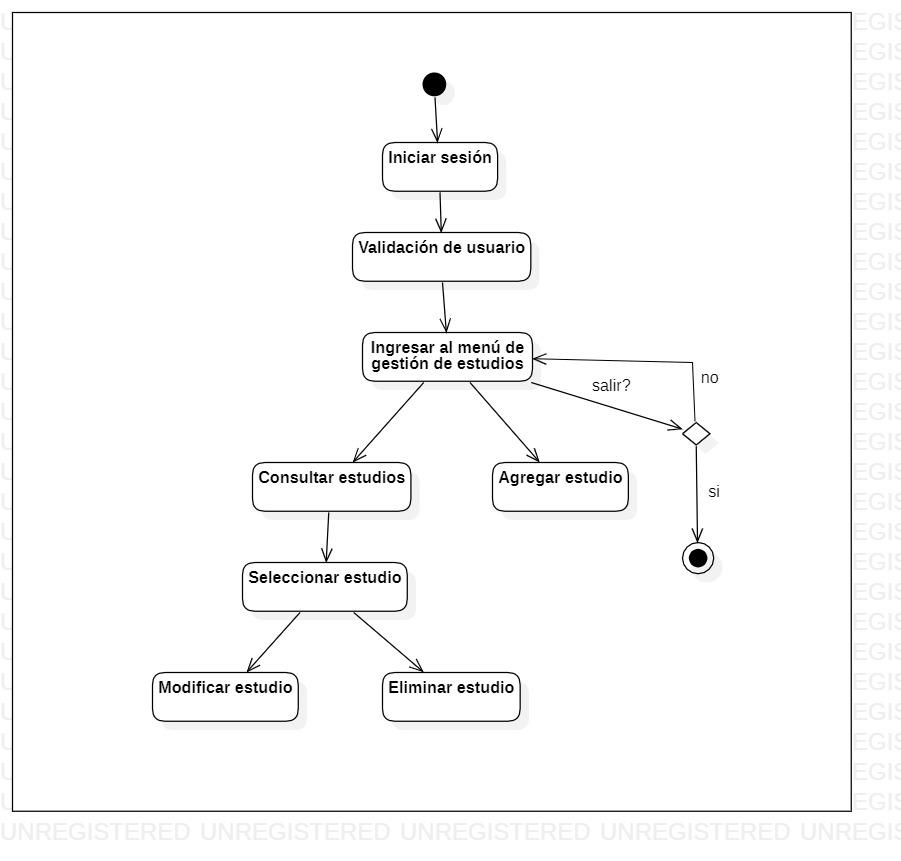 Iniciar sesión
Validación de usuario
Ingresar al menú de
gestión de estudios
salir?
no
Consultar estudios
Agregar estudio
si
Seleccionar estudio
Modificar estudio
Eliminar estudio
UNREGISTERED UNREGISTERED UNREGISTERED UNREGISTERED UNREGIS